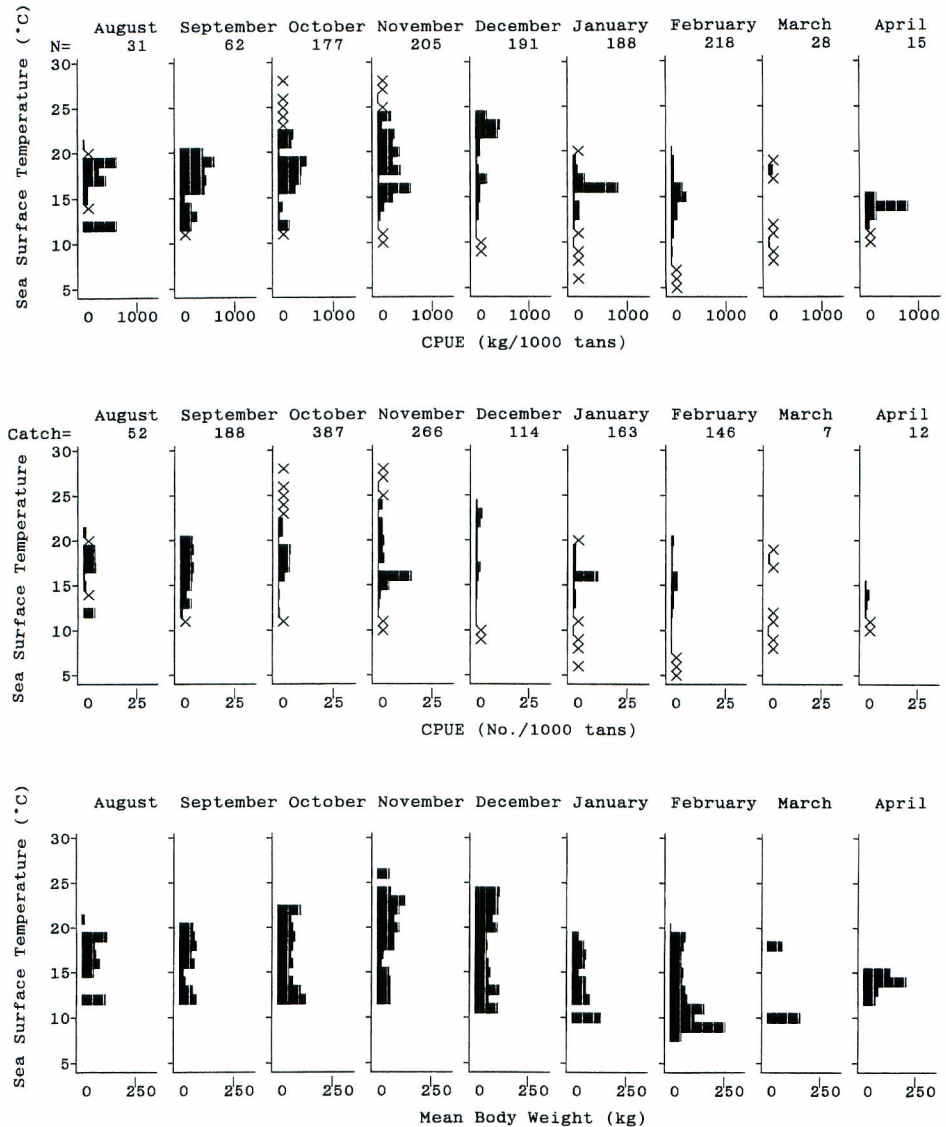 August September October November December January February March April
N= 31 62 177 205 191 188 218 28 15
Sea Surface Temperature (°C)
30
25
20
15
10
5
0 1000 0 1000 0 1000 0 1000 0 1000 0 1000 0 1000 0 1000 0 1000
CPUE (kg/1000 tans)
August September October November December January February March April
Catch= 52 188 387 266 114 163 146 7 12
Sea Surface Temperature
30
25
20
15
10
5
0 25 0 25 0 25 0 25 0 25 0 25 0 25 0 25 0 25
CPUE (No./1000 tans)
August September October November December January February March April
Sea Surface Temperature (°C)
30
25
20
15
10
5
0 250 0 250 0 250 0 250 0 250 0 250 0 250 0 250 0 250
Mean Body Weight (kg)